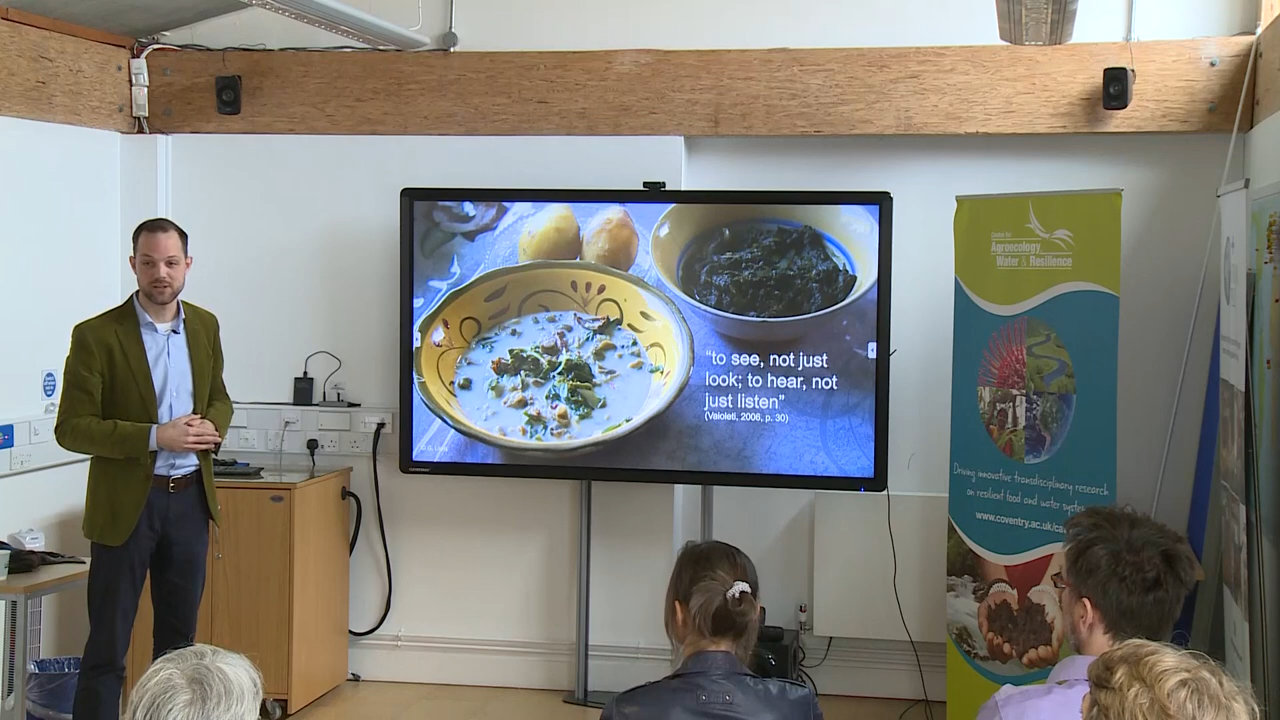 "to see, not just
look; to hear, not
just listen"
(Vaioleti, 2006, p. 30)
Centre for
Agroecology
Water & Resilience
Driving innovative transdisciplinary research
on resilient food and water systems
www.coventry.ac.uk/ca